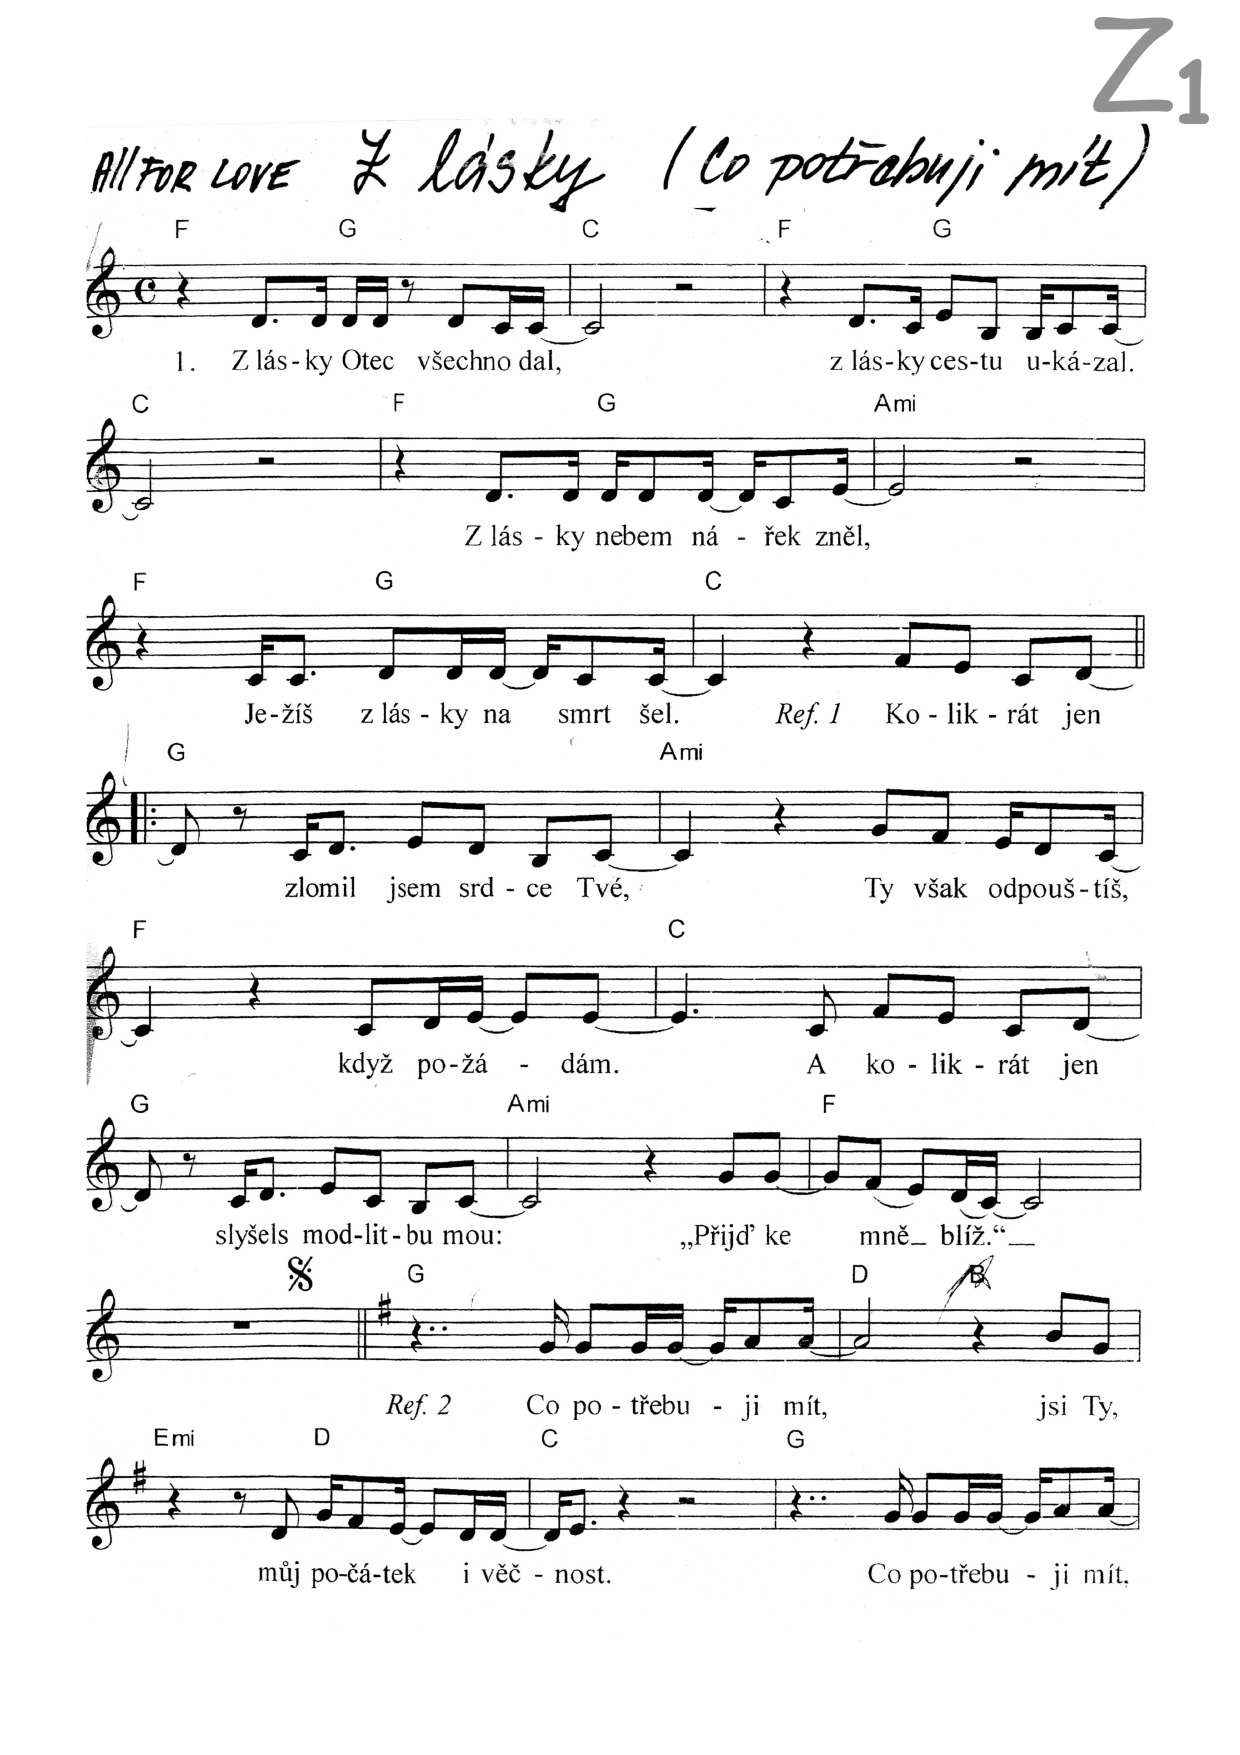 Z1
All FOR LOVE Z lásky (Co potřebuji mít)
F G C F G
1. Z lás-ky Otec všechno dal, z lás-ky ces-tu u-ká-zal.
C F G Ami
Z lás - ky nebem ná - řek zněl,
F G C
Je-žíš z lás - ky na smrt šel. Ref. 1 Ko - lik - rát jen
G Ami
zlomil jsem srd - ce Tvé, Ty však odpouš-tíš,
F C
když po-žá - dám. A ko - lik - rát jen
G Ami F
slyšels mod-lit-bu mou: „Přijď ke mně_ blíž.“_
G D
Ref. 2 Co po - třebu - ji mít, jsi Ty,
Emi D C G
můj po-čá-tek i věč - nost. Co po-třebu - ji mít,